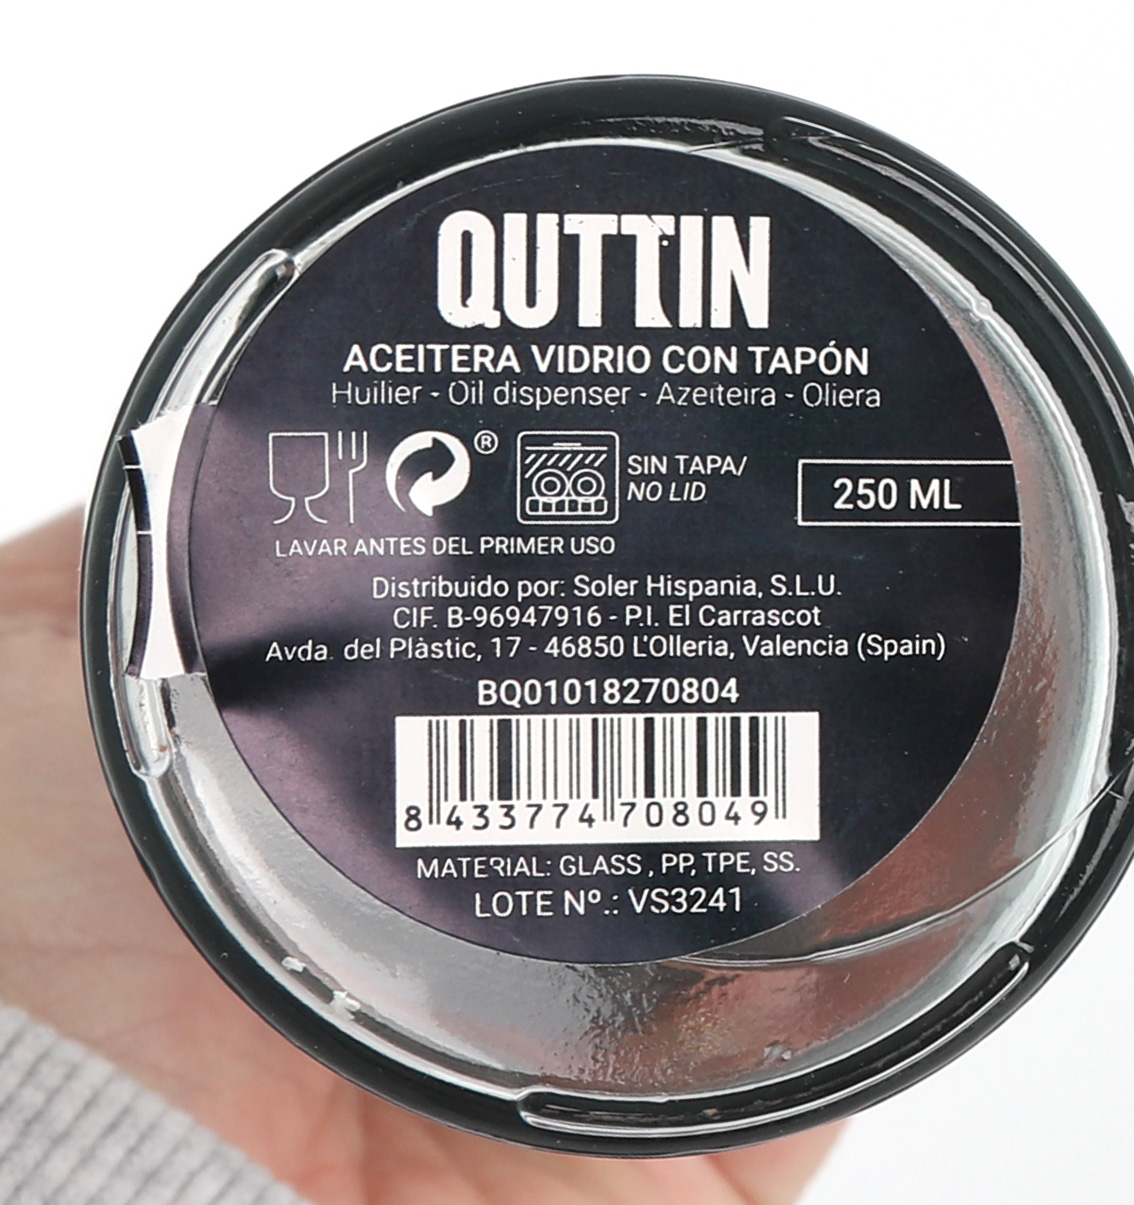 QUTTIN
ACEITERA VIDRIO CON TAPÓN
Huilier - Oil dispenser - Azeiteira - Oliera
®
SIN TAPA/
NO LID
250 ML
LAVAR ANTES DEL PRIMER USO
Distribuido por: Soler Hispania, S.L.U.
CIF. B-96947916 - P.I. El Carrascot
Avda. del Plàstic, 17 - 46850 L'Olleria, Valencia (Spain)
BQ01018270804
8 433774 708049
MATERIAL: GLASS , PP, TPE, SS.
LOTE Nº.: VS3241